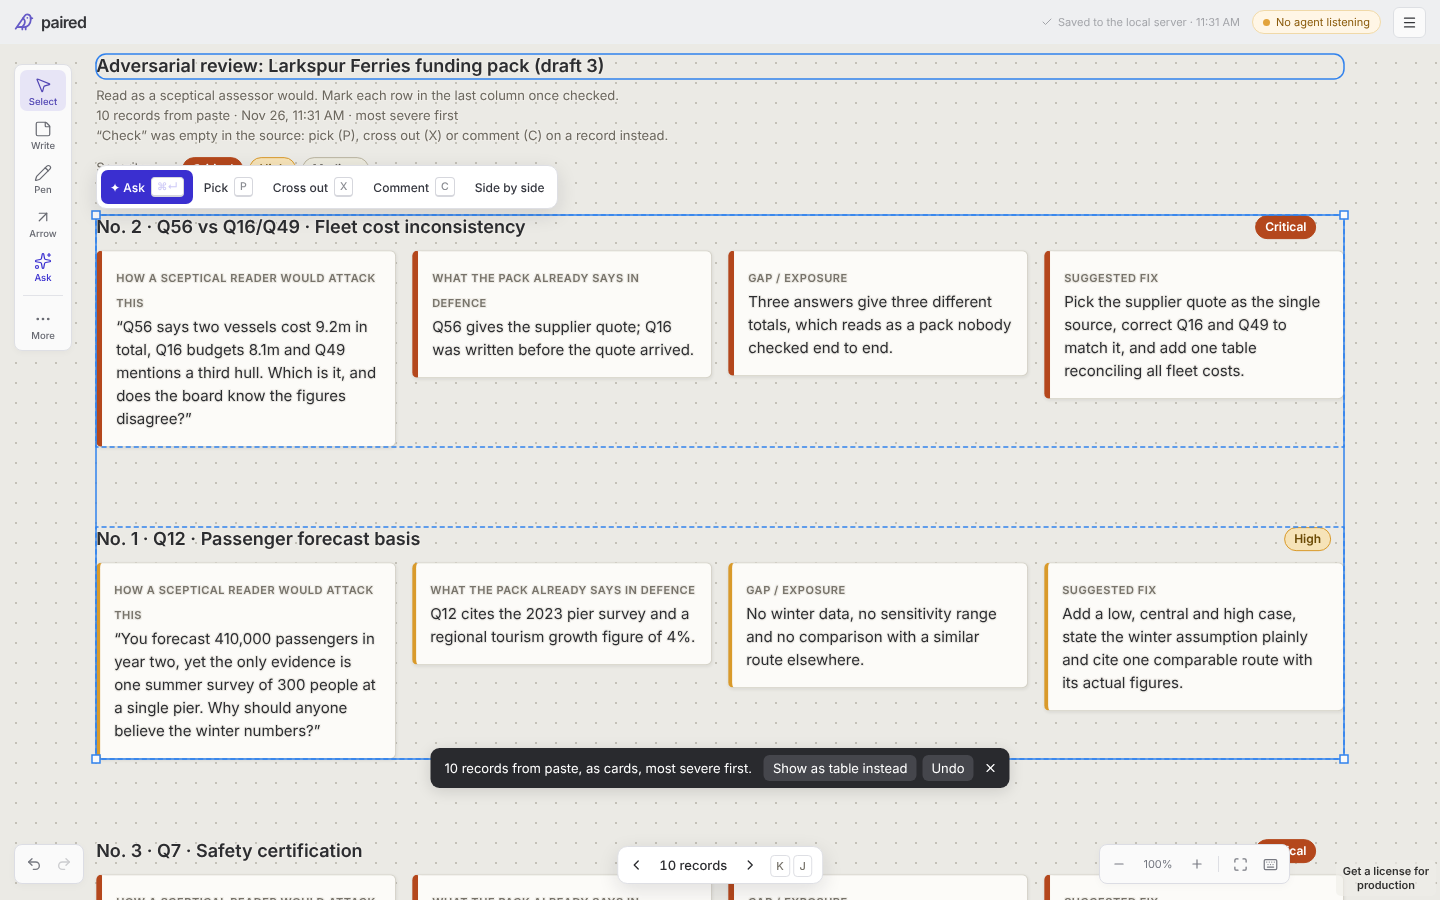 paired
Saved to the local server · 11:31 AM
No agent listening
Adversarial review: Larkspur Ferries funding pack (draft 3)
Read as a sceptical assessor would. Mark each row in the last column once checked.
10 records from paste · Nov 26, 11:31 AM · most severe first
“Check” was empty in the source: pick (P), cross out (X) or comment (C) on a record instead.
Select
Write
Pen
Arrow
Ask
More
Ask ⌘↵
Pick P
Cross out X
Comment C
Side by side
No. 2 · Q56 vs Q16/Q49 · Fleet cost inconsistency
Critical
HOW A SCEPTICAL READER WOULD ATTACK
THIS
“Q56 says two vessels cost 9.2m in
total, Q16 budgets 8.1m and Q49
mentions a third hull. Which is it, and
does the board know the figures
disagree?”
WHAT THE PACK ALREADY SAYS IN
DEFENCE
Q56 gives the supplier quote; Q16
was written before the quote arrived.
GAP / EXPOSURE
Three answers give three different
totals, which reads as a pack nobody
checked end to end.
SUGGESTED FIX
Pick the supplier quote as the single
source, correct Q16 and Q49 to
match it, and add one table
reconciling all fleet costs.
No. 1 · Q12 · Passenger forecast basis
High
HOW A SCEPTICAL READER WOULD ATTACK
THIS
“You forecast 410,000 passengers in
year two, yet the only evidence is
one summer survey of 300 people at
a single pier. Why should anyone
believe the winter numbers?”
WHAT THE PACK ALREADY SAYS IN DEFENCE
Q12 cites the 2023 pier survey and a
regional tourism growth figure of 4%.
GAP / EXPOSURE
No winter data, no sensitivity range
and no comparison with a similar
route elsewhere.
SUGGESTED FIX
Add a low, central and high case,
state the winter assumption plainly
and cite one comparable route with
its actual figures.
10 records from paste, as cards, most severe first.
Show as table instead
Undo
No. 3 · Q7 · Safety certification
10 records
K
J
100%
Get a license for
production